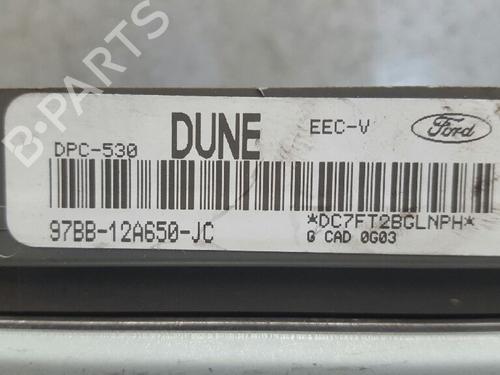 DPC-530 DUNE EEC-V Ford
97BB-12A650-JC *DC7FT2BGLNPH*
G CAD 0G03
B-PARTS